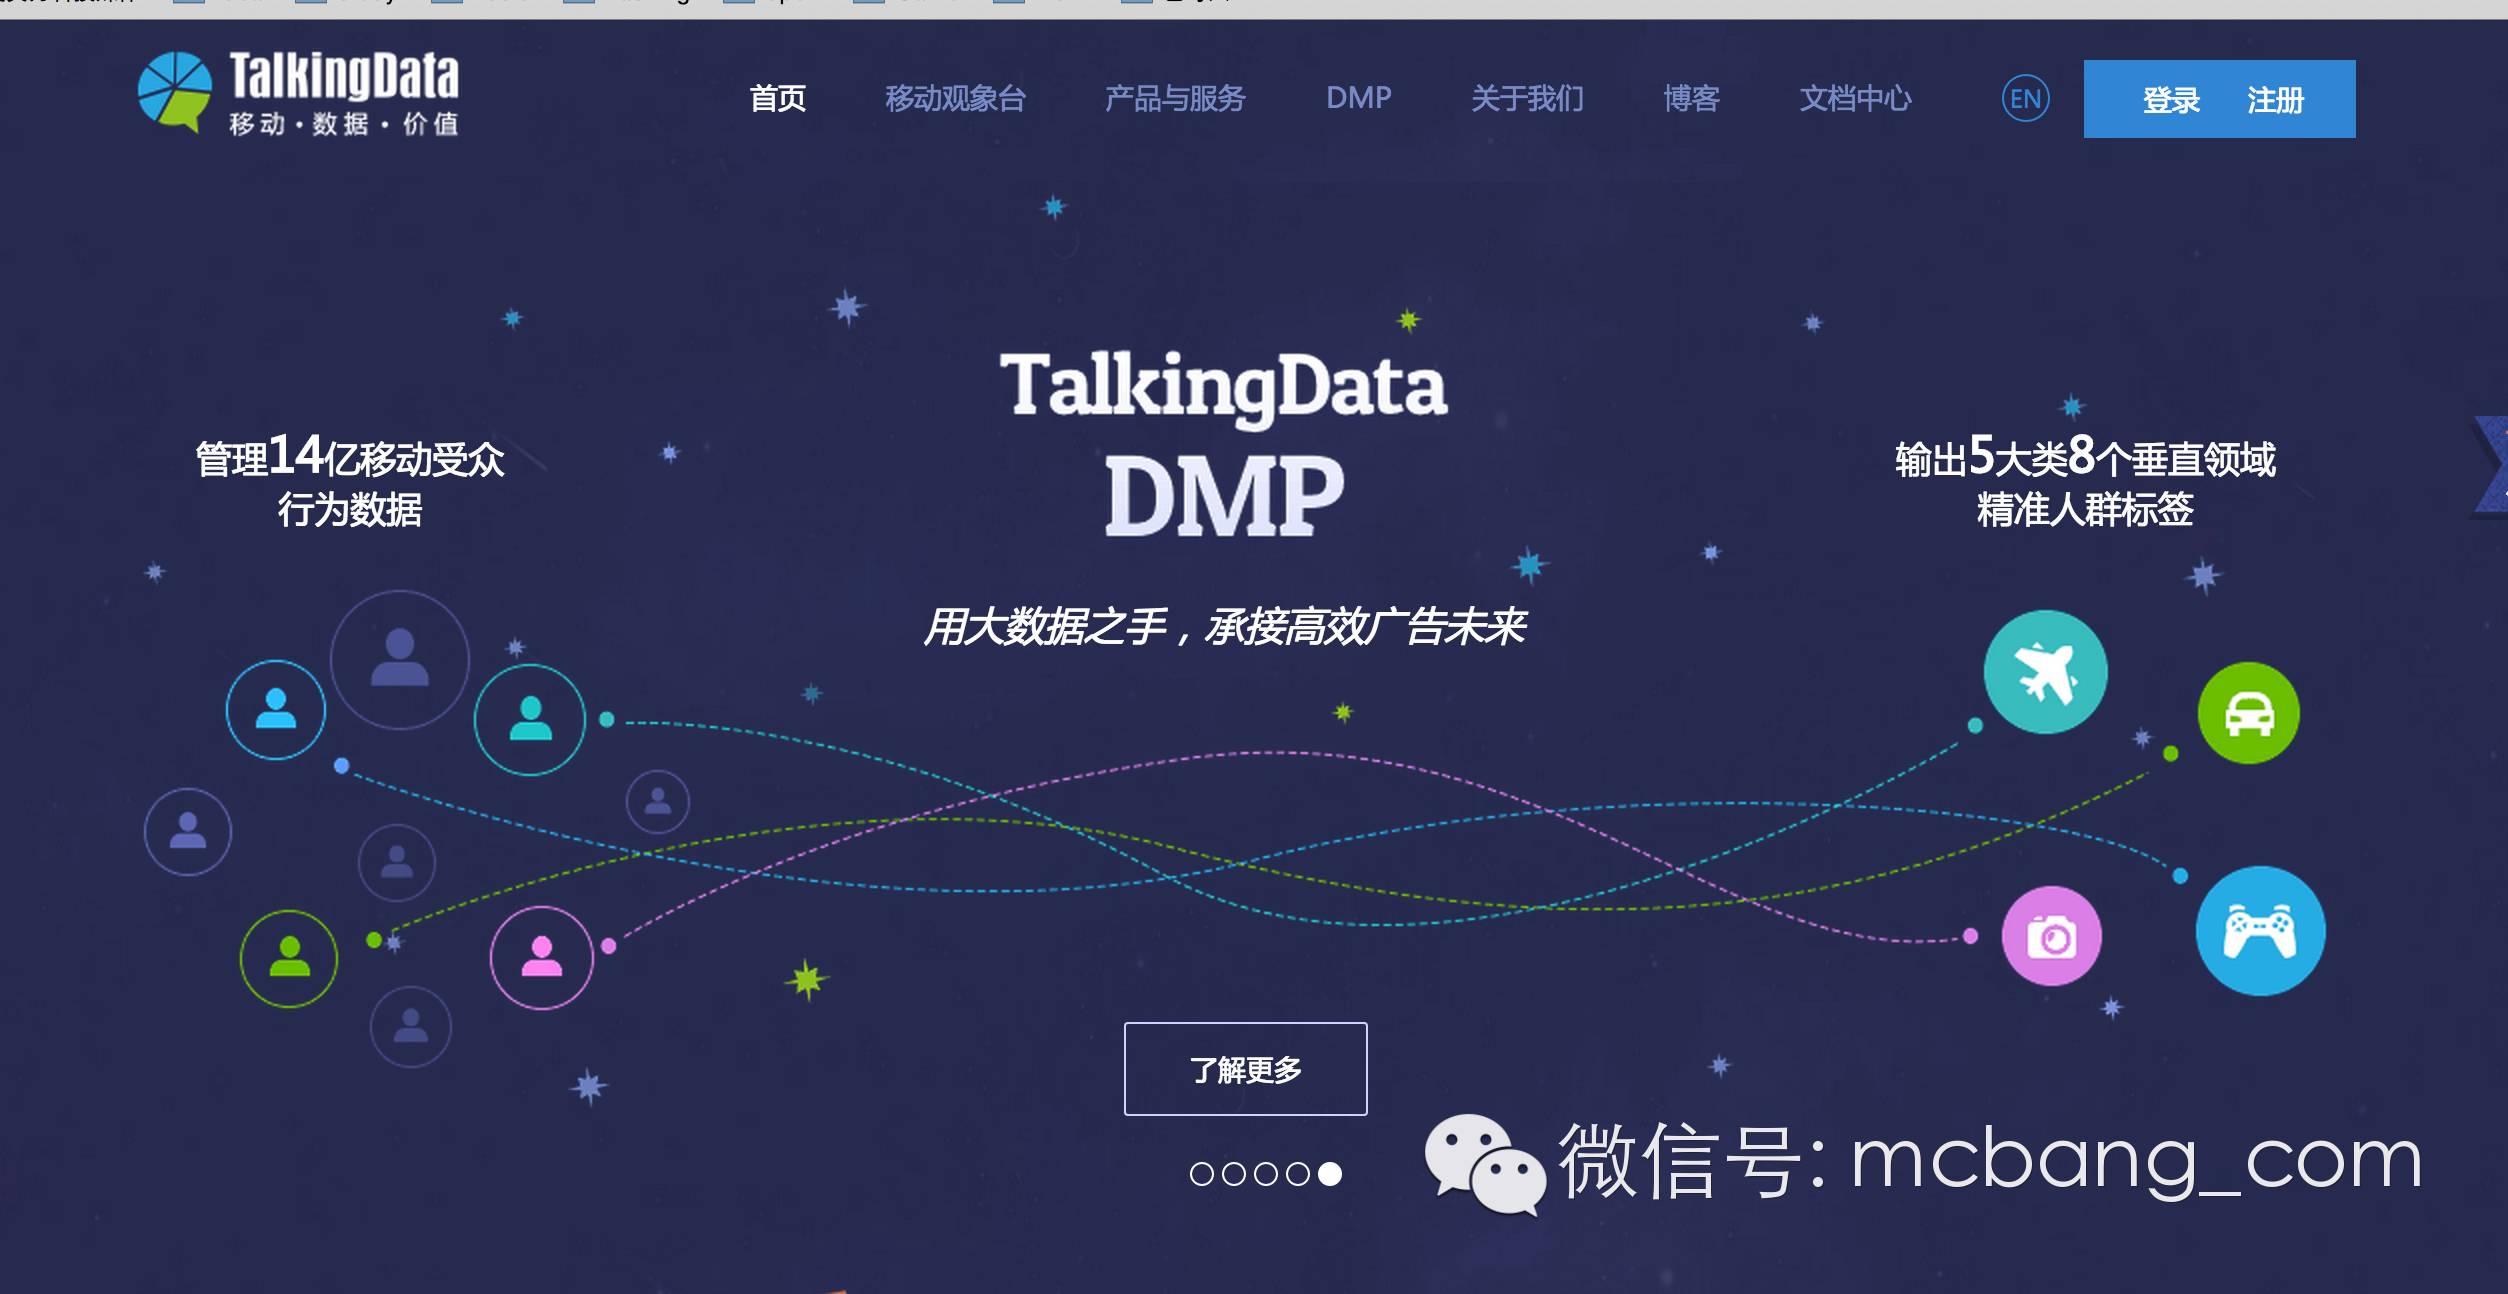 TalkingData
移动·数据·价值
首页 移动观象台 产品与服务 DMP 关于我们 博客 文档中心 EN 登录 注册
TalkingData
DMP
管理14亿移动受众
行为数据
输出5大类8个垂直领域
精准人群标签
用大数据之手，承接高效广告未来
了解更多
微信号: mcbang_com